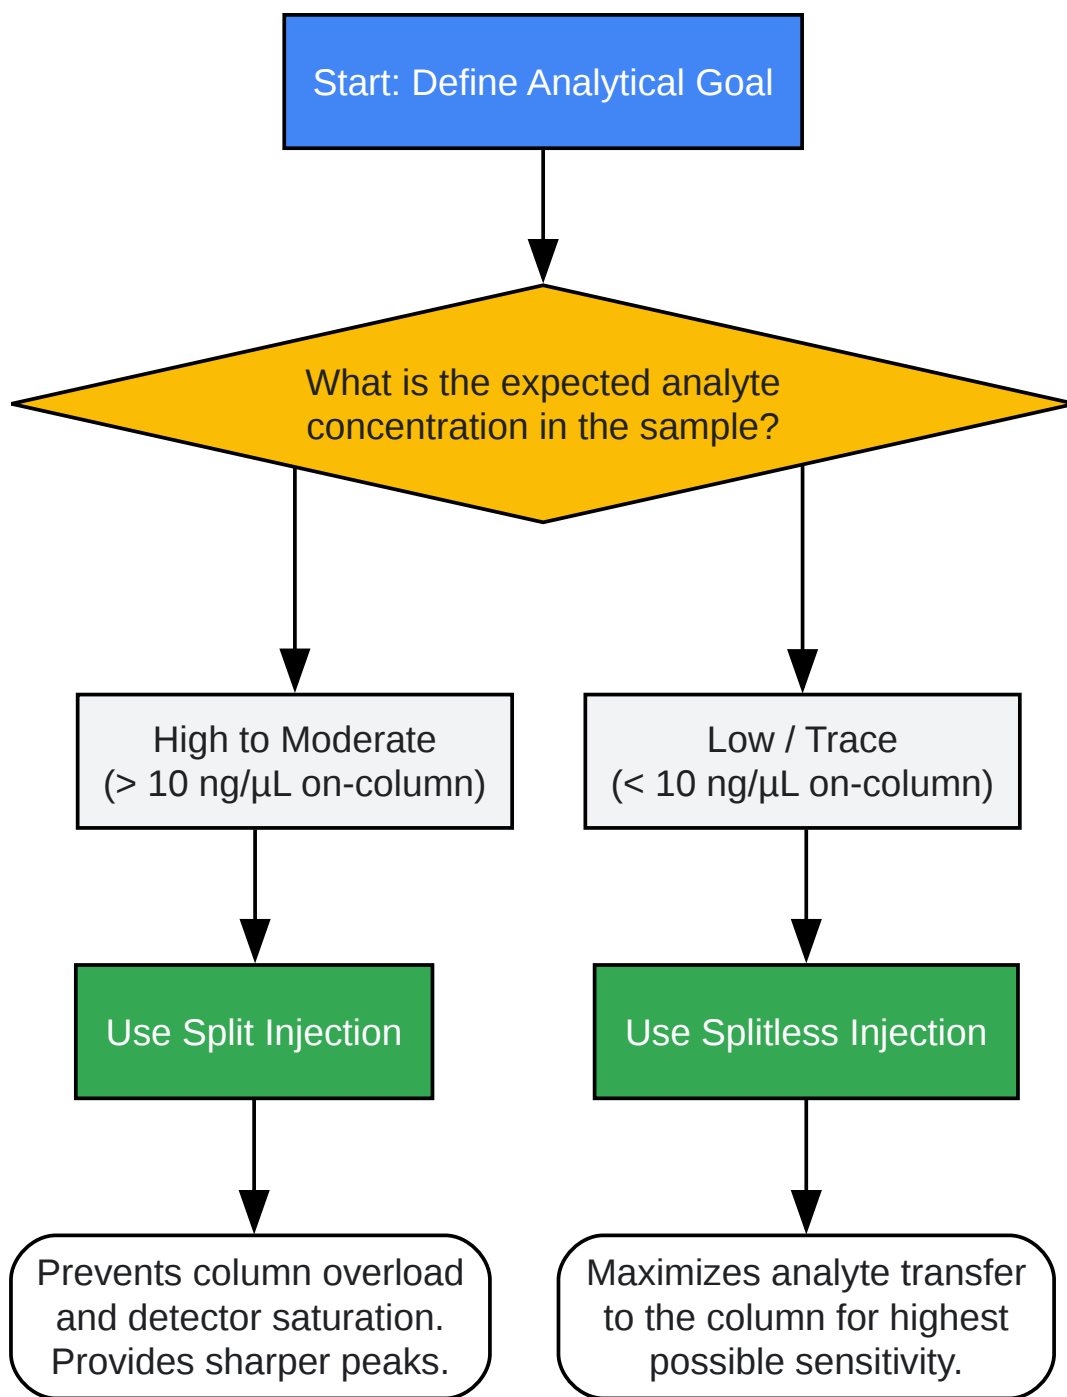 Start: Define Analytical Goal
What is the expected analyte
concentration in the sample?
High to Moderate
(> 10 ng/µL on-column)
Low / Trace
(< 10 ng/µL on-column)
Use Split Injection
Use Splitless Injection
Prevents column overload
and detector saturation.
Provides sharper peaks.
Maximizes analyte transfer
to the column for highest
possible sensitivity.